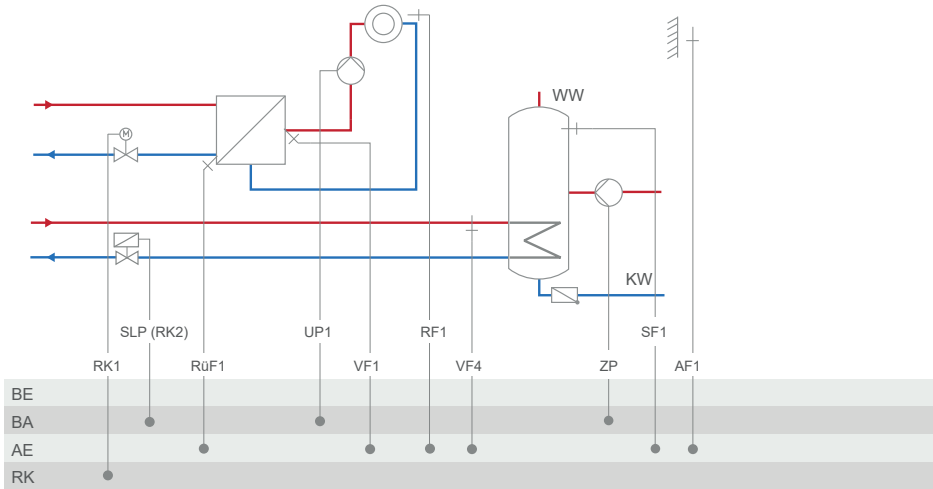 M
WW
KW
SLP (RK2) UP1 RF1 SF1
RK1 RüF1 VF1 VF4 ZP AF1
BE
BA
AE
RK